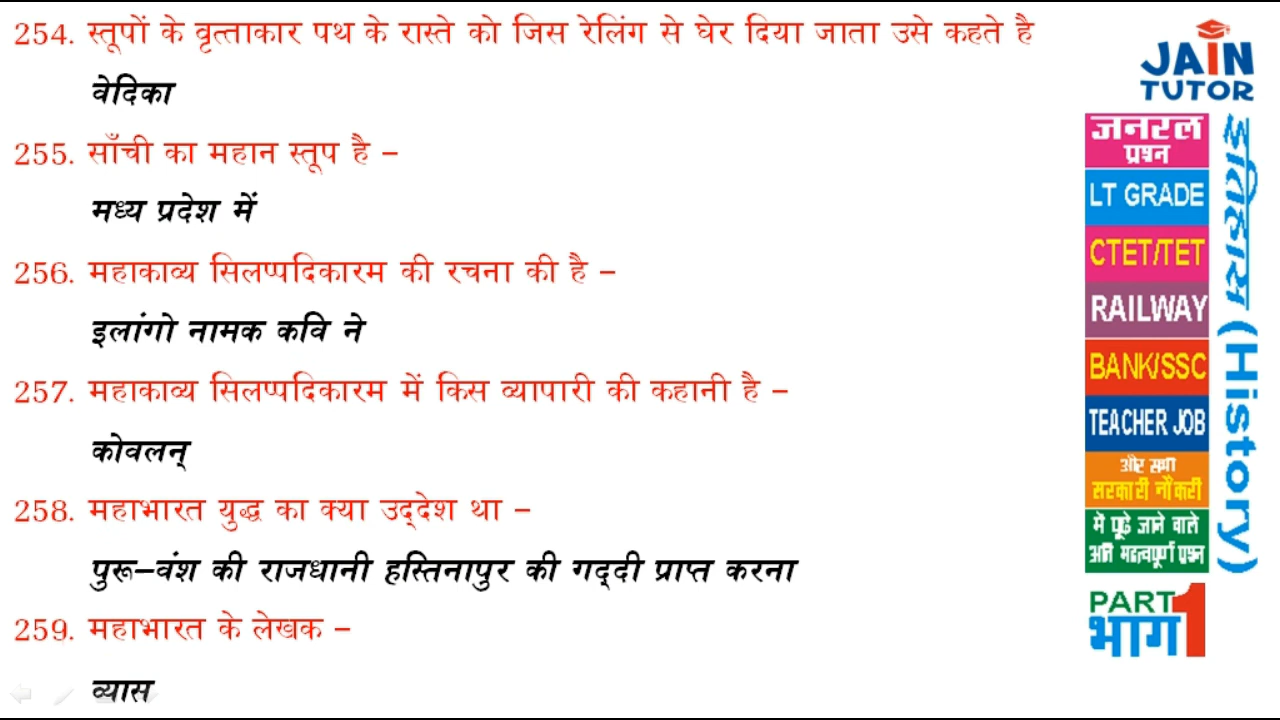 254. स्तूपों के वृत्ताकार पथ के रास्ते को जिस रेलिंग से घेर दिया जाता उसे कहते है
वेदिका
255. साँची का महान स्तूप है –
मध्य प्रदेश में
256. महाकाव्य सिलप्पदिकारम की रचना की है –
इलांगो नामक कवि ने
257. महाकाव्य सिलप्पदिकारम में किस व्यापारी की कहानी है –
कोवलन्
258. महाभारत युद्ध का क्या उद्‌देश था –
पुरू–वंश की राजधानी हस्तिनापुर की गद्‌दी प्राप्त करना
259. महाभारत के लेखक –
व्यास
JAIN
TUTOR
जनरल
प्रश्न
LT GRADE
CTET/TET
RAILWAY
BANK/SSC
TEACHER JOB
और सभी
सरकारी नौकरी
में पूछे जाने वाले
अति महत्वपूर्ण प्रश्न
इतिहास (History)
PART 1
भाग